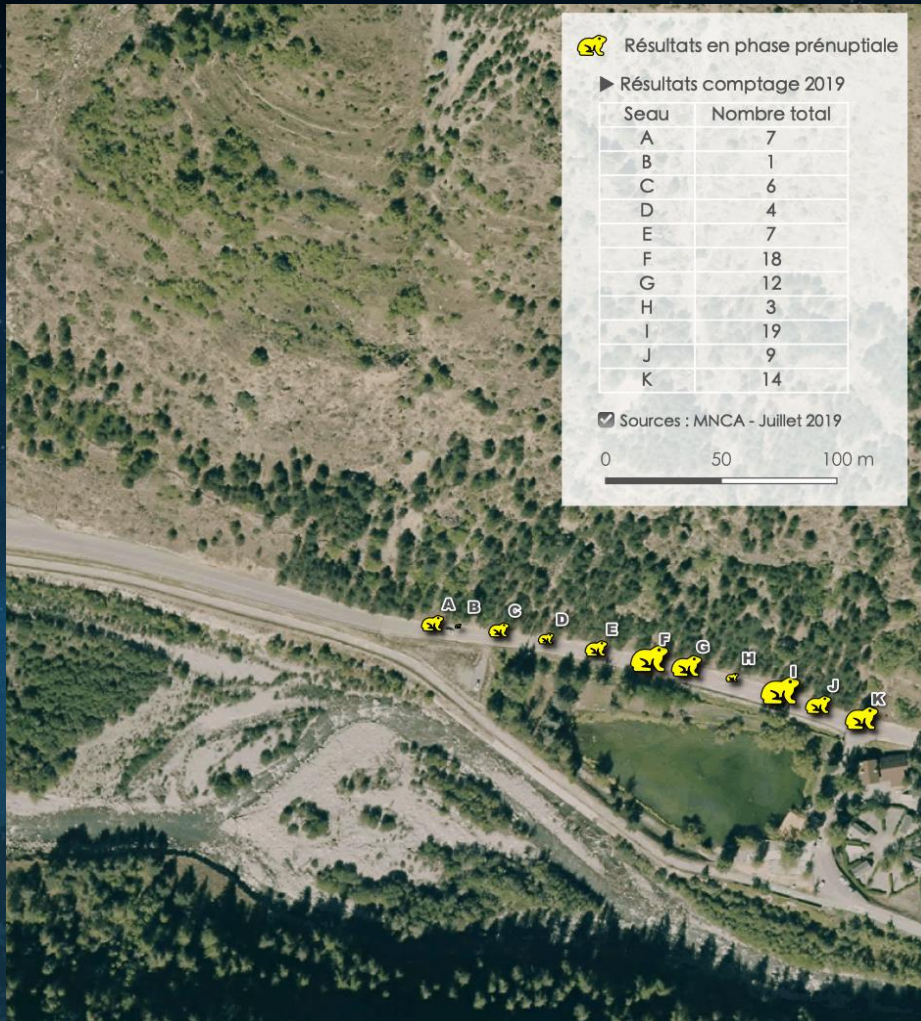 Résultats en phase prénuptiale
▶ Résultats comptage 2019
Seau Nombre total
A 7
B 1
C 6
D 4
E 7
F 18
G 12
H 3
I 19
J 9
K 14
Sources : MNCA - Juillet 2019
0 50 100 m
A
B
C
D
E
F
G
H
I
J
K